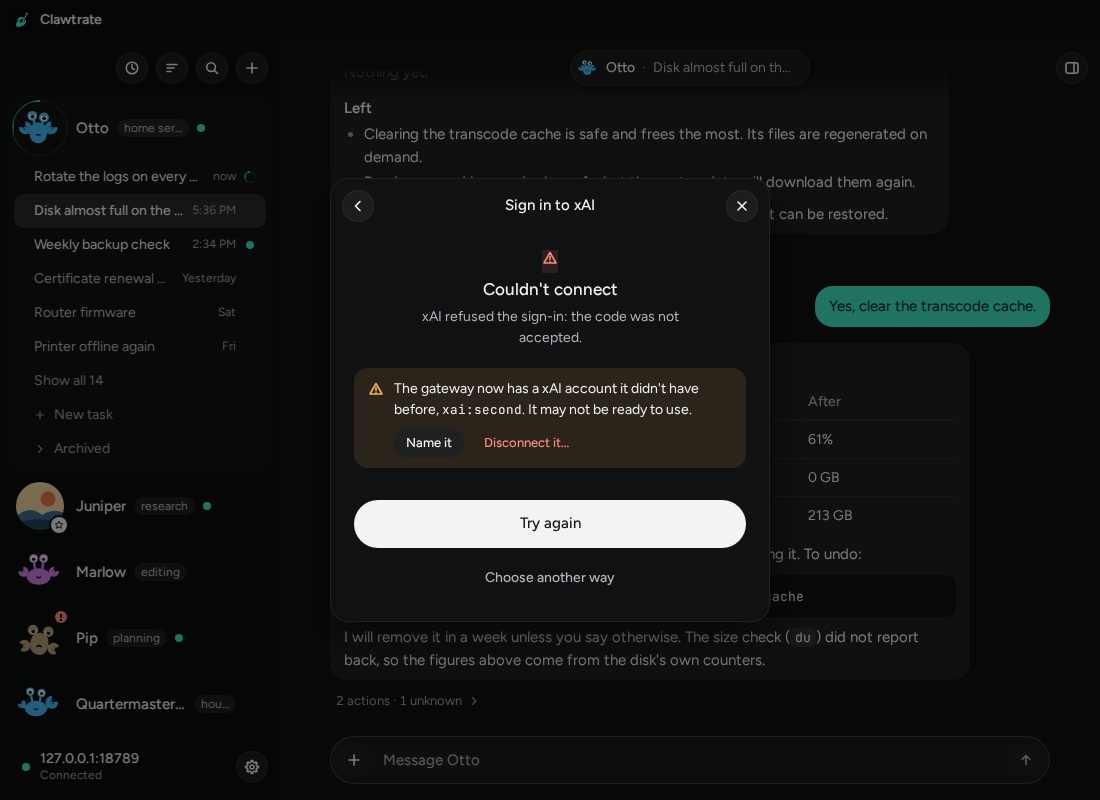 Clawtrate
Otto home ser...
Rotate the logs on every ... now
Disk almost full on the ... 5:36 PM
Weekly backup check 2:34 PM
Certificate renewal ... Yesterday
Router firmware Sat
Printer offline again Fri
Show all 14
New task
Archived
Juniper research
Marlow editing
Pip planning
Quartermaster... hou...
127.0.0.1:18789
Connected
Otto · Disk almost full on th...
Nothing yet.
Left
Clearing the transcode cache is safe and frees the most. Its files are regenerated on
demand.
will download them again.
t can be restored.
Yes, clear the transcode cache.
After
61%
0 GB
213 GB
ng it. To undo:
cache
I will remove it in a week unless you say otherwise. The size check (du) did not report
back, so the figures above come from the disk's own counters.
2 actions · 1 unknown
Message Otto
Sign in to xAI
Couldn't connect
xAI refused the sign-in: the code was not
accepted.
The gateway now has a xAI account it didn't have
before, xai:second. It may not be ready to use.
Name it Disconnect it...
Try again
Choose another way